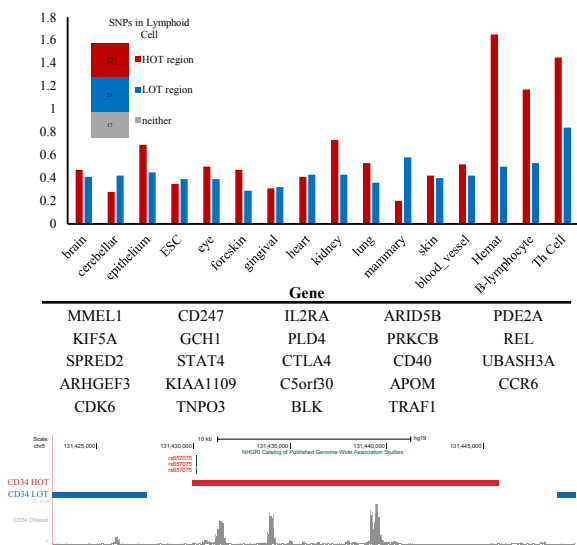 SNPs in Lymphoid
Cell
22 HOT region
21 LOT region
17 neither
1.8
1.6
1.4
1.2
1
0.8
0.6
0.4
0.2
0
brain
cerebellar
epithelium
ESC
eye
foreskin
gingival
heart
kidney
lung
mammary
skin
blood_vessel
Hemat
B-lymphocyte
Th Cell
Gene
MMEL1 CD247 IL2RA ARID5B PDE2A
KIF5A GCH1 PLD4 PRKCB REL
SPRED2 STAT4 CTLA4 CD40 UBASH3A
ARHGEF3 KIAA1109 C5orf30 APOM CCR6
CDK6 TNPO3 BLK TRAF1
Scale 10 kb hg19
chr5 131,425,000 131,430,000 131,435,000 131,440,000 131,445,000
NHGRI Catalog of Published Genome-Wide Association Studies
rs657075
rs657075
rs657075
CD34 HOT
CD34 LOT
CD34 DNaseI